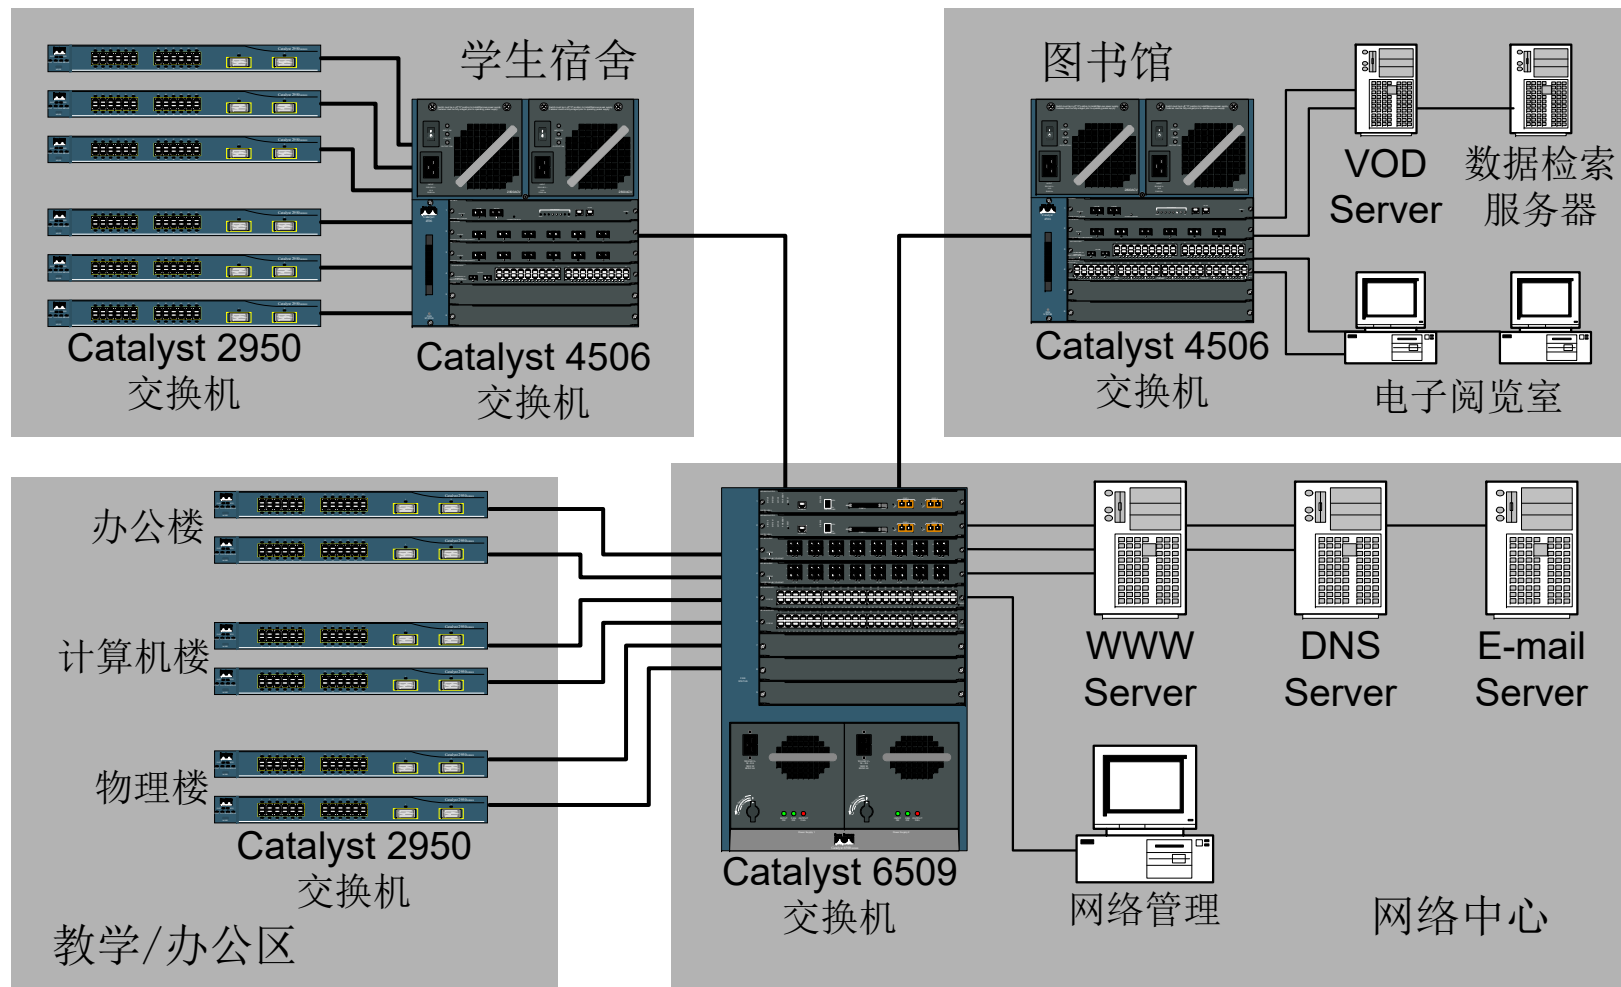 学生宿舍
Catalyst 2950
交换机
Catalyst 4506
交换机
图书馆
VOD
Server
数据检索
服务器
Catalyst 4506
交换机
电子阅览室
办公楼
计算机楼
物理楼
Catalyst 2950
交换机
教学/办公区
Catalyst 6509
交换机
WWW
Server
DNS
Server
E-mail
Server
网络管理
网络中心